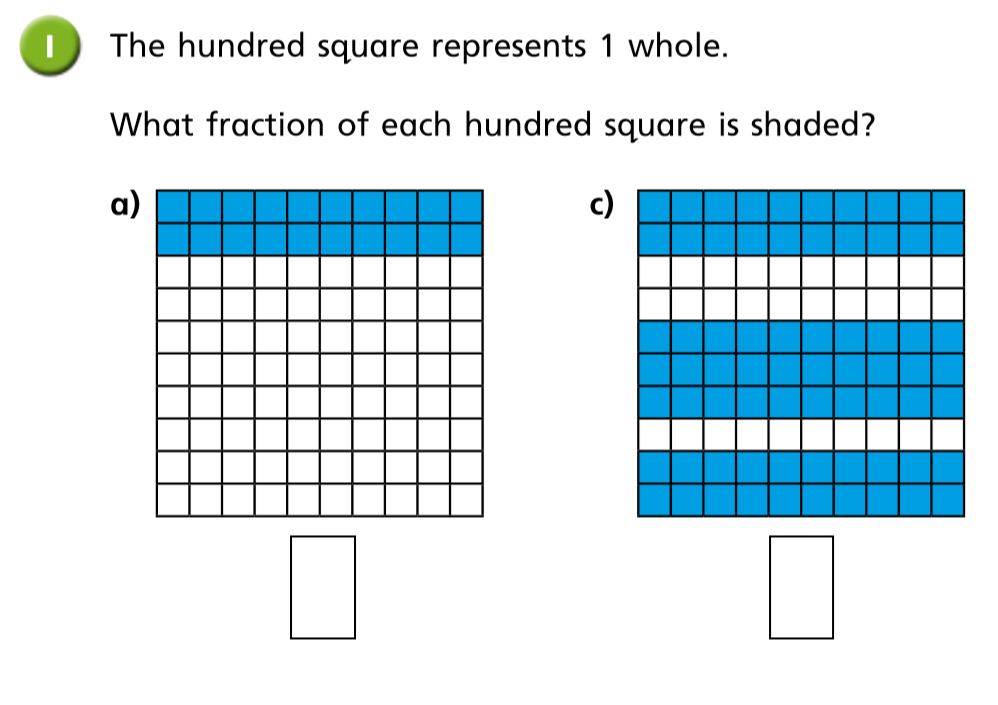 1 The hundred square represents 1 whole.
What fraction of each hundred square is shaded?
a) c)